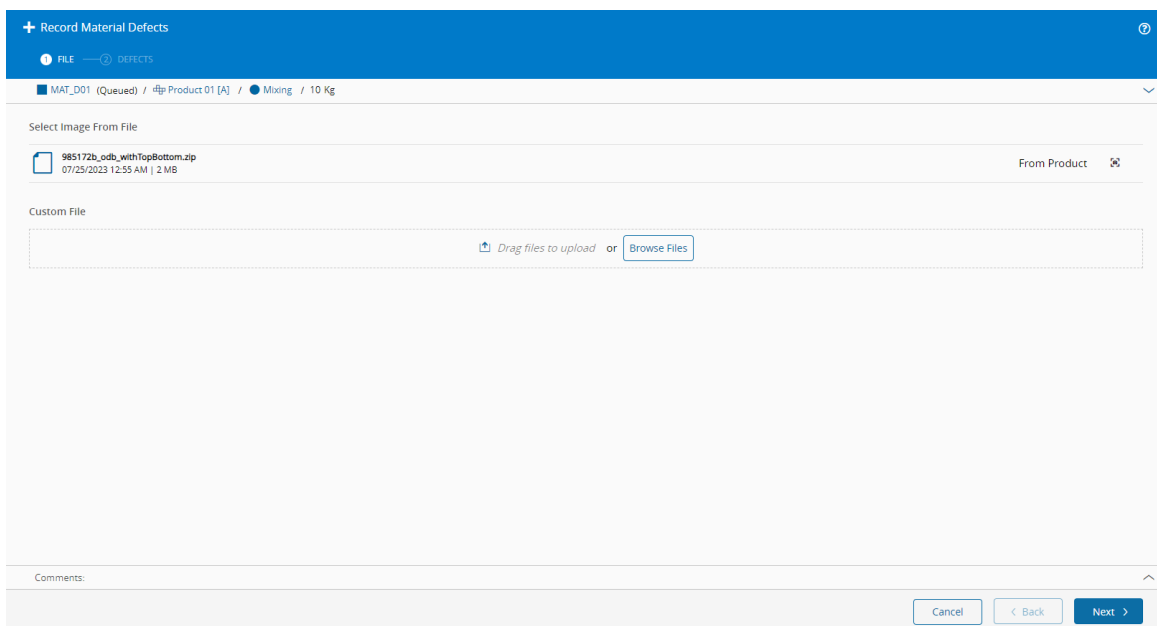 Record Material Defects
1 FILE 2 DEFECTS
MAT_D01 (Queued) / Product 01 [A] / Mixing / 10 Kg
Select Image From File
985172b_odb_withTopBottom.zip
07/25/2023 12:55 AM | 2 MB
From Product
Custom File
Drag files to upload or Browse Files
Comments:
Cancel < Back Next >